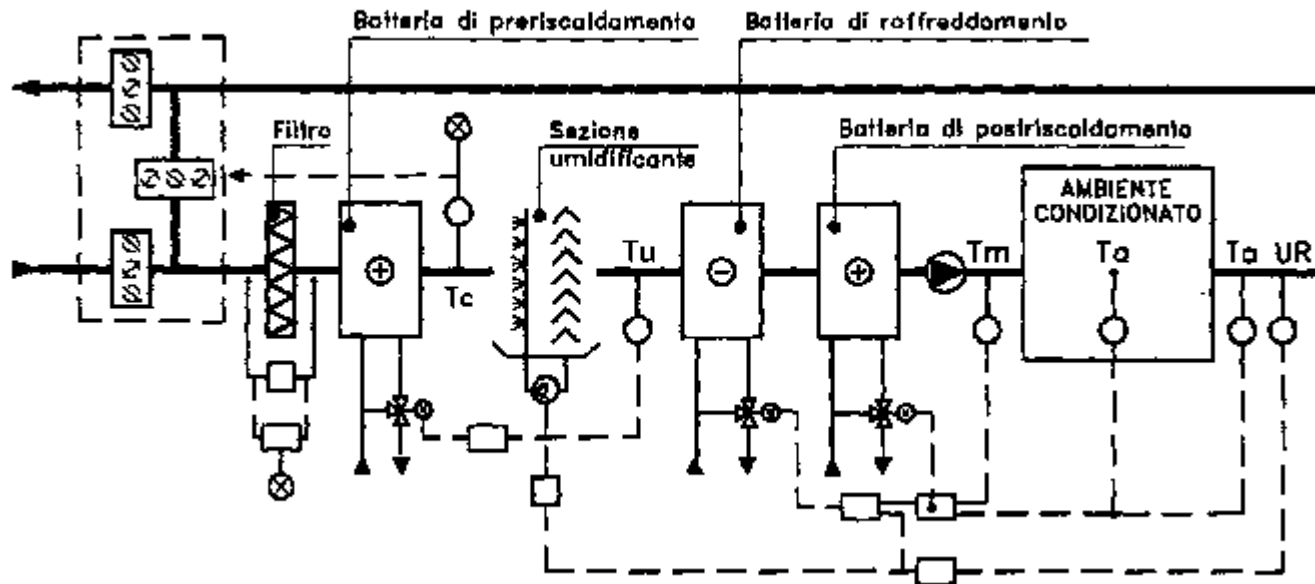 Batteria di preriscaldamento
Batteria di raffreddamento
Filtro
Sezione
umidificante
Batteria di postriscaldamento
AMBIENTE
CONDIZIONATO
Tc
Tu
Tm
Ta
Ta
UR